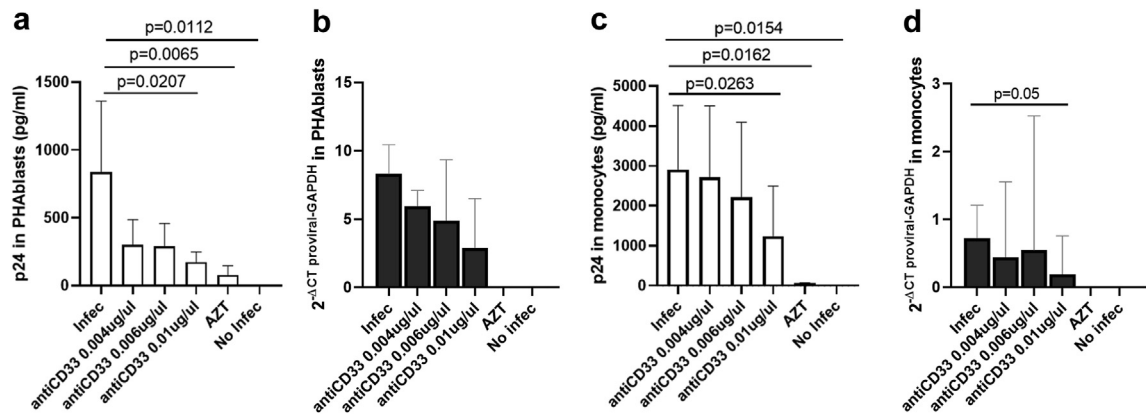 a
p=0.0112
p=0.0065
p=0.0207
p24 in PHAblasts (pg/ml)
1500
1000
500
0
Infec
antiCD33 0.004ug/ul
antiCD33 0.006ug/ul
antiCD33 0.01ug/ul
AZT
No Infec
b
2-ΔCT proviral-GAPDH in PHAblasts
15
10
5
0
Infec
antiCD33 0.004ug/ul
antiCD33 0.006ug/ul
antiCD33 0.01ug/ul
AZT
No infec
c
p=0.0154
p=0.0162
p=0.0263
p24 in monocytes (pg/ml)
5000
4000
3000
2000
1000
0
Infec
antiCD33 0.004ug/ul
antiCD33 0.006ug/ul
antiCD33 0.01ug/ul
AZT
No Infec
d
p=0.05
2-ΔCT proviral-GAPDH in monocytes
3
2
1
0
Infec
antiCD33 0.004ug/ul
antiCD33 0.006ug/ul
antiCD33 0.01ug/ul
AZT
No infec